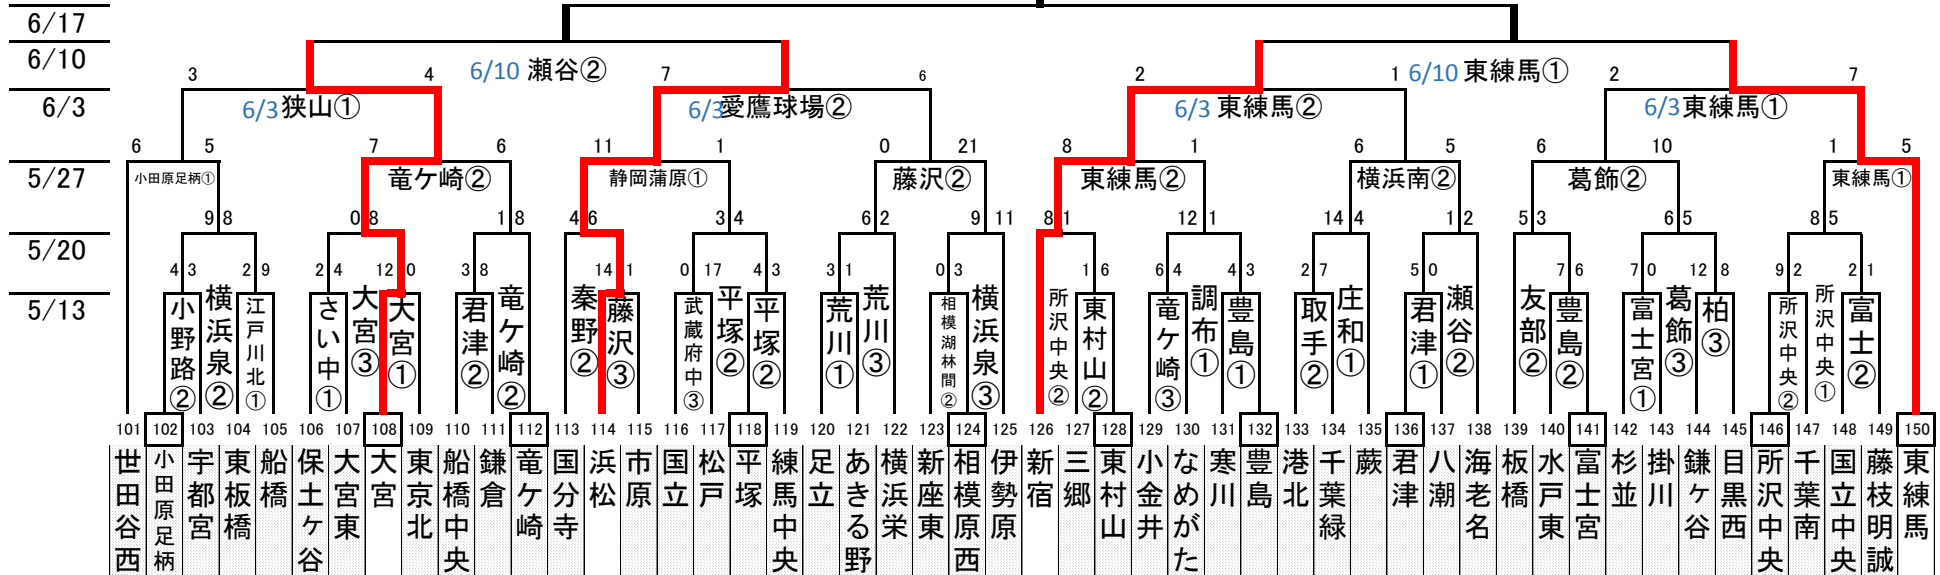 6/17
6/10
3 4 6/10 瀬谷② 7 6 2 1 6/10 東練馬① 2 7
6/3 6/3狭山① 6/3愛鷹球場② 6/3 東練馬② 6/3東練馬①
6 5 7 6 11 1 0 21 8 1 6 5 6 10 1 5
5/27 小田原足柄① 竜ケ崎② 静岡蒲原① 藤沢② 東練馬② 横浜南② 葛飾② 東練馬①
9 8 0 8 1 8 4 6 3 4 6 2 9 11 8 1 12 1 14 4 1 2 5 3 6 5 8 5
5/20
4 3 2 9 2 4 12 0 3 8 14 1 0 17 4 3 3 1 0 3 1 6 6 4 4 3 2 7 5 0 7 6 7 0 12 8 9 2 2 1
5/13
小野路②
横浜泉②
江戸川北①
さい中①
大宮③
大宮①
君津②
竜ケ崎②
秦野②
藤沢③
武蔵府中③
平塚②
平塚②
荒川①
荒川③
相模湖林間②
横浜泉③
所沢中央②
東村山②
竜ケ崎③
調布①
豊島①
取手②
庄和①
君津①
瀬谷②
友部②
豊島②
富士宮①
葛飾③
柏③
所沢中央②
所沢中央①
富士②
101 102 103 104 105 106 107 108 109 110 111 112 113 114 115 116 117 118 119 120 121 122 123 124 125 126 127 128 129 130 131 132 133 134 135 136 137 138 139 140 141 142 143 144 145 146 147 148 149 150
世田谷西
小田原足柄
宇都宮
東板橋
船橋
保土ヶ谷
大宮東
大宮
東京北
船橋中央
鎌倉
竜ケ崎
国分寺
浜松
市原
国立
松戸
平塚
練馬中央
足立
あきる野
横浜栄
新座東
相模原西
伊勢原
新宿
三郷
東村山
小金井
なめがた
寒川
豊島
港北
千葉緑
蕨
君津
八潮
海老名
板橋
水戸東
富士宮
杉並
掛川
鎌ヶ谷
目黒西
所沢中央
千葉南
国立中央
藤枝明誠
東練馬